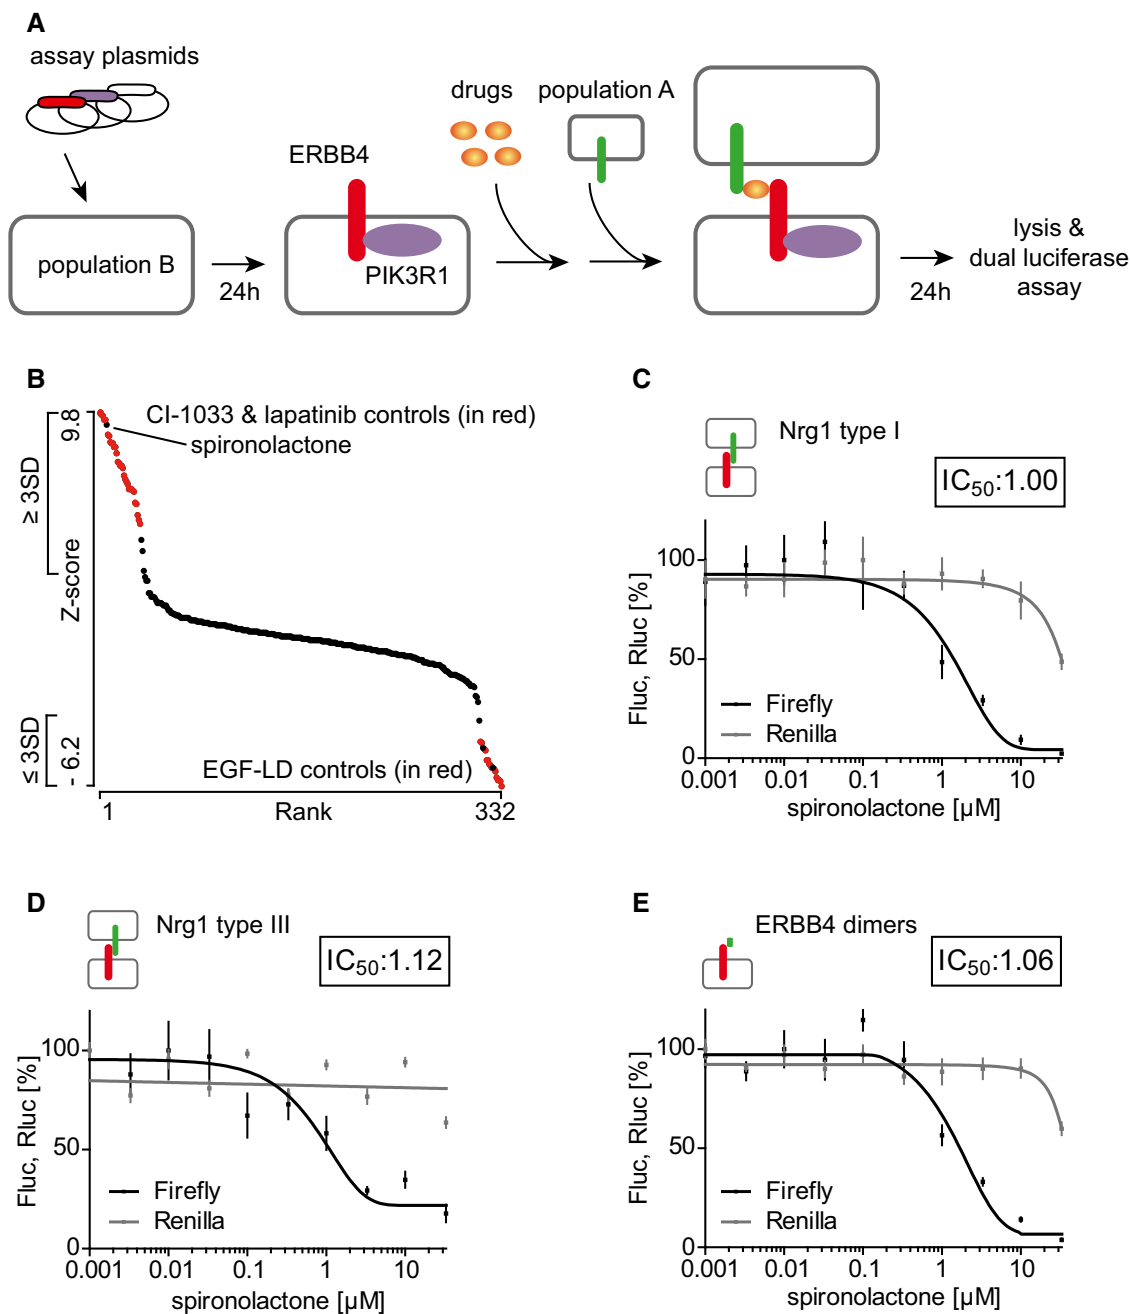 A
assay plasmids
population B
24h
ERBB4
PIK3R1
drugs
population A
24h
lysis &
dual luciferase
assay
B
≥ 3SD
9.8
Z-score
≤ 3SD
- 6.2
CI-1033 & lapatinib controls (in red)
spironolactone
EGF-LD controls (in red)
1
Rank
332
C
Nrg1 type I
IC50:1.00
Fluc, Rluc [%]
100
50
0
Firefly
Renilla
0.001
0.01
0.1
1
10
spironolactone [µM]
D
Nrg1 type III
IC50:1.12
Fluc, Rluc [%]
100
50
0
Firefly
Renilla
0.001
0.01
0.1
1
10
spironolactone [µM]
E
ERBB4 dimers
IC50:1.06
Fluc, Rluc [%]
100
50
0
Firefly
Renilla
0.001
0.01
0.1
1
10
spironolactone [µM]